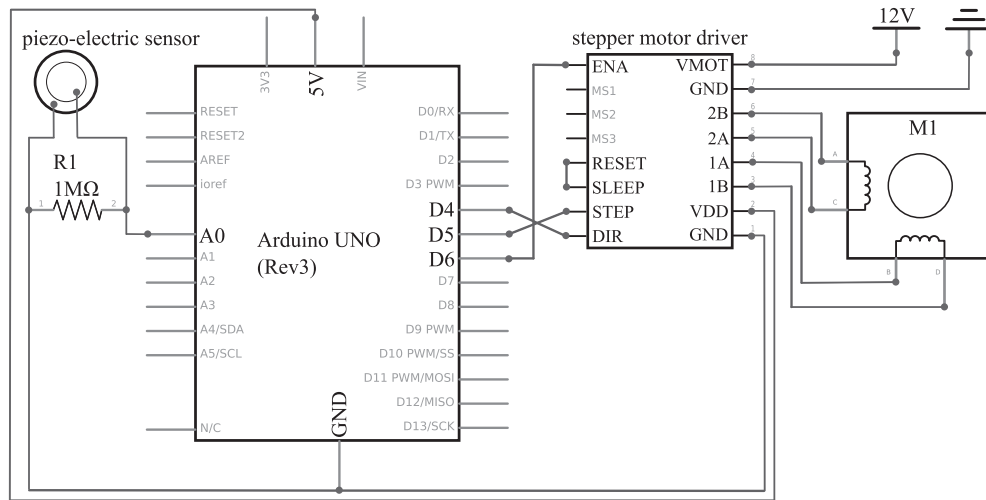 piezo-electric sensor
R1
1MΩ
1
2
3V3
5V
VIN
RESET
RESET2
AREF
ioref
A0
A1
A2
A3
A4/SDA
A5/SCL
N/C
Arduino UNO
(Rev3)
GND
D0/RX
D1/TX
D2
D3 PWM
D4
D5
D6
D7
D8
D9 PWM
D10 PWM/SS
D11 PWM/MOSI
D12/MISO
D13/SCK
stepper motor driver
ENA
MS1
MS2
MS3
RESET
SLEEP
STEP
DIR
VMOT
GND
2B
2A
1A
1B
VDD
GND
8
7
6
5
4
3
2
1
12V
M1
A
C
B
D